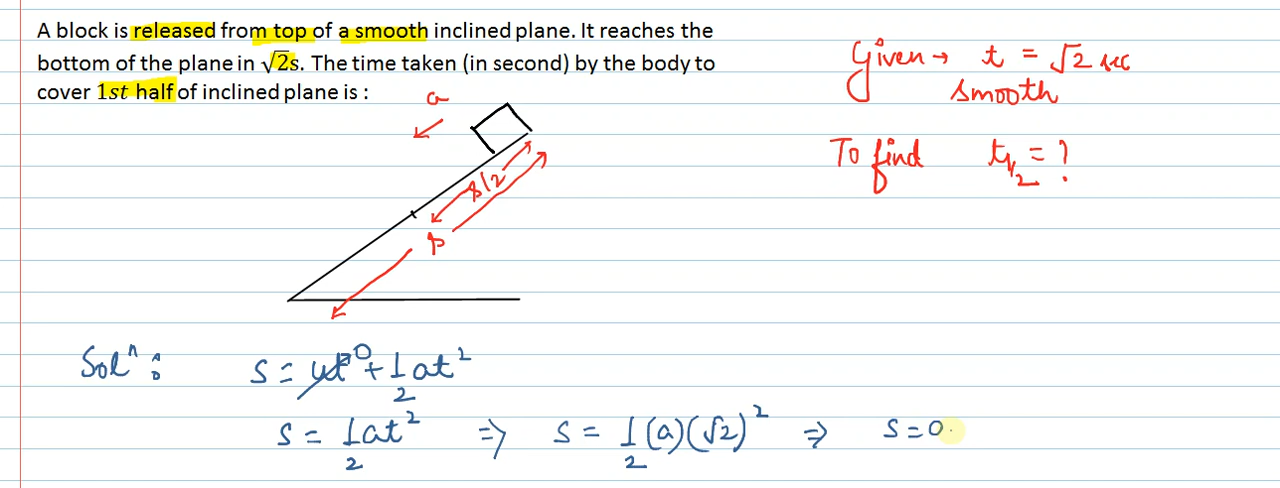 A block is released from top of a smooth inclined plane. It reaches the
bottom of the plane in √2s. The time taken (in second) by the body to
cover 1st half of inclined plane is :
Given → t = √2 sec
smooth
To find t1/2 = ?
a
s/2
s
Solⁿ :
s = ut⁰ + 1/2 at²
s = 1/2 at² ⇒ s = 1/2 (a)(√2)² ⇒ s = a